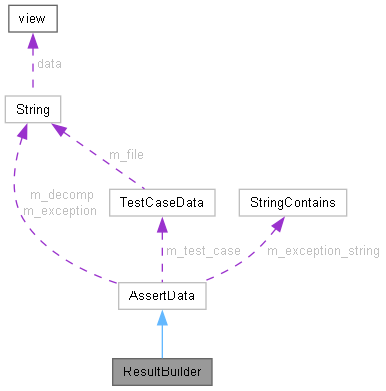 view
data
String
m_file
m_decomp
m_exception
TestCaseData
StringContains
m_test_case
m_exception_string
AssertData
ResultBuilder